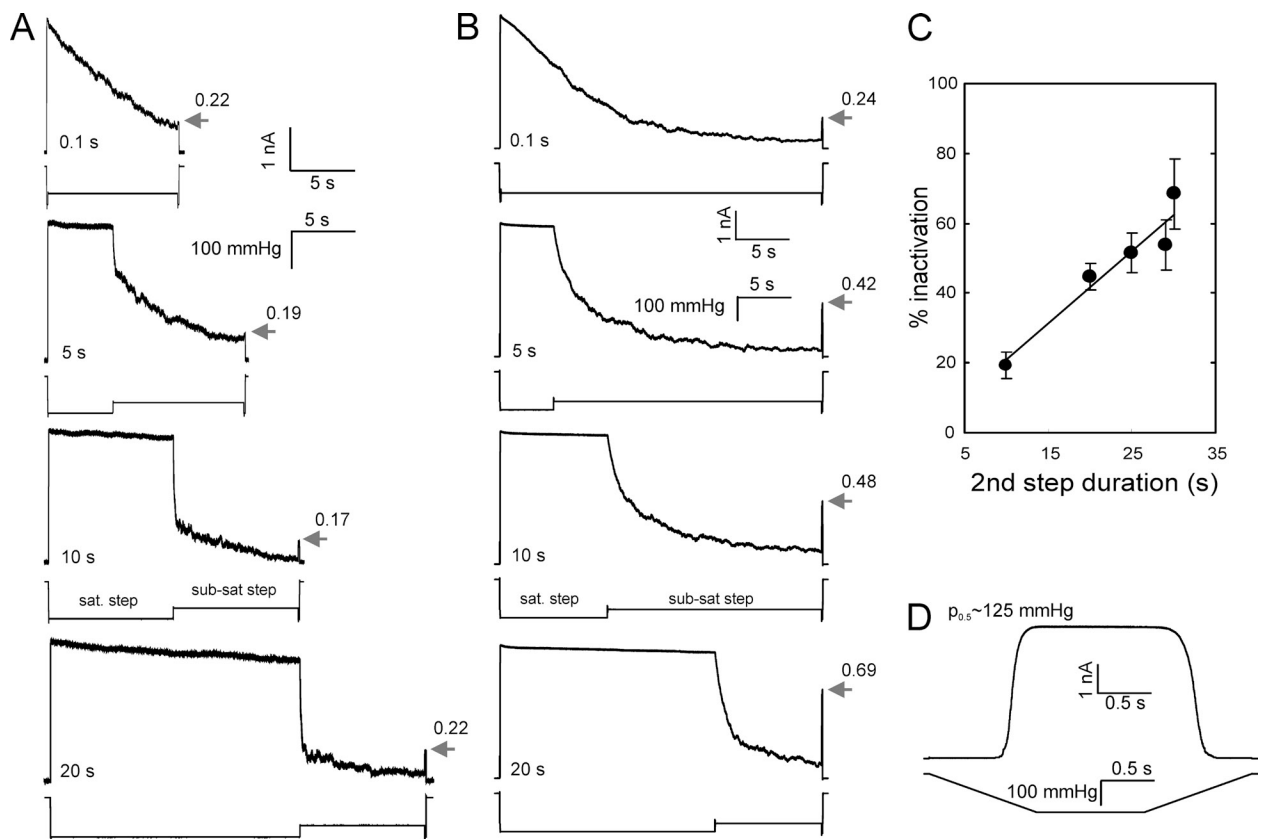 A
0.22
0.1 s
1 nA
5 s
5 s
100 mmHg
0.19
5 s
0.17
10 s
sat. step
sub-sat step
0.22
20 s
B
0.24
0.1 s
1 nA
5 s
5 s
100 mmHg
0.42
5 s
0.48
10 s
sat. step
sub-sat step
0.69
20 s
C
100
80
60
40
20
0
% inactivation
5
15
25
35
2nd step duration (s)
D
p0.5~125 mmHg
1 nA
0.5 s
0.5 s
100 mmHg